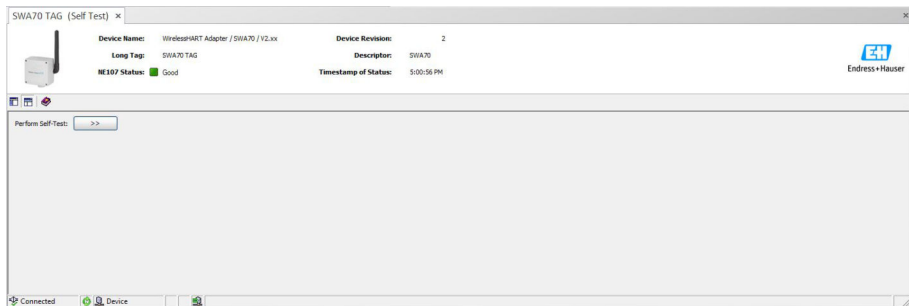 SWA70 TAG (Self Test) ×
×
Device Name: WirelessHART Adapter / SWA70 / V2.xx Device Revision: 2
Long Tag: SWA70 TAG Descriptor: SWA70
NE107 Status: Good Timestamp of Status: 5:00:56 PM
EH
Endress+Hauser
Perform Self-Test: >>
Connected Device